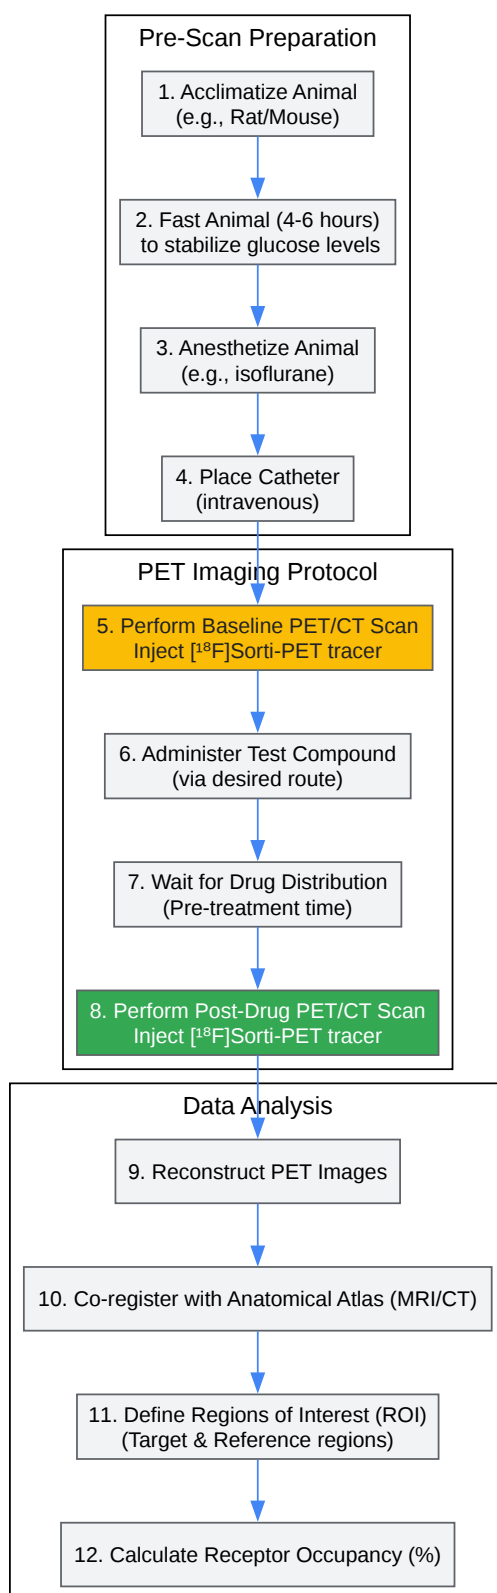 Pre-Scan Preparation
1. Acclimatize Animal
(e.g., Rat/Mouse)
2. Fast Animal (4-6 hours)
to stabilize glucose levels
3. Anesthetize Animal
(e.g., isoflurane)
4. Place Catheter
(intravenous)
PET Imaging Protocol
5. Perform Baseline PET/CT Scan
Inject [¹⁸F]Sorti-PET tracer
6. Administer Test Compound
(via desired route)
7. Wait for Drug Distribution
(Pre-treatment time)
8. Perform Post-Drug PET/CT Scan
Inject [¹⁸F]Sorti-PET tracer
Data Analysis
9. Reconstruct PET Images
10. Co-register with Anatomical Atlas (MRI/CT)
11. Define Regions of Interest (ROI)
(Target & Reference regions)
12. Calculate Receptor Occupancy (%)